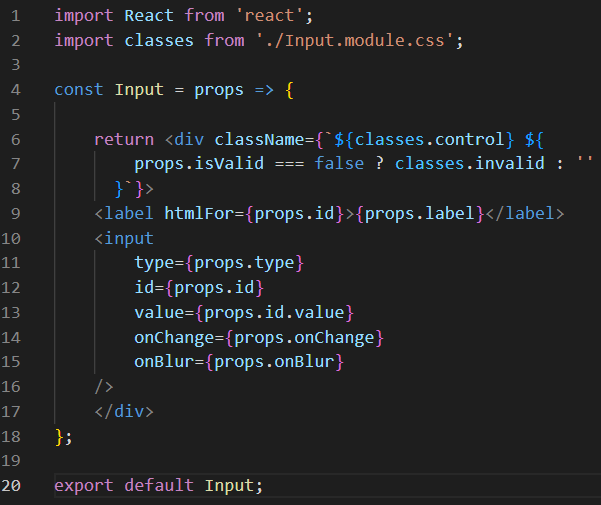 1 import React from 'react';
2 import classes from './Input.module.css';
3
4 const Input = props => {
5
6     return <div className={`${classes.control} ${
7         props.isValid === false ? classes.invalid : ''
8       }`}>
9     <label htmlFor={props.id}>{props.label}</label>
10     <input
11         type={props.type}
12         id={props.id}
13         value={props.id.value}
14         onChange={props.onChange}
15         onBlur={props.onBlur}
16     />
17     </div>
18 };
19
20 export default Input;